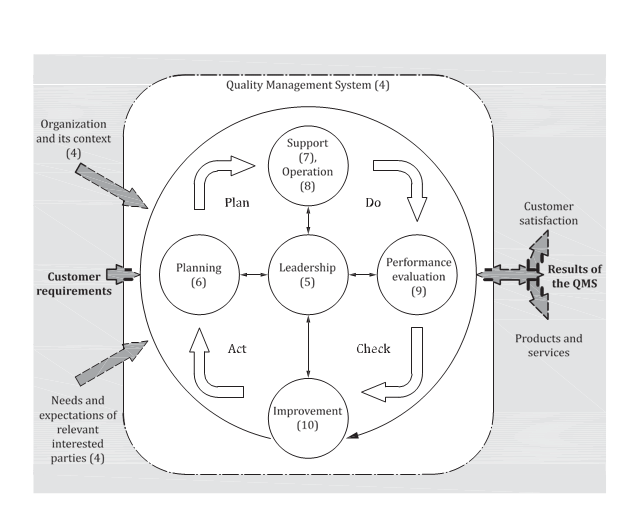 Quality Management System (4)
Organization
and its context
(4)
Support
(7),
Operation
(8)
Plan
Do
Customer
satisfaction
Customer
requirements
Planning
(6)
Leadership
(5)
Performance
evaluation
(9)
Results of
the QMS
Act
Check
Products and
services
Needs and
expectations of
relevant
interested
parties (4)
Improvement
(10)